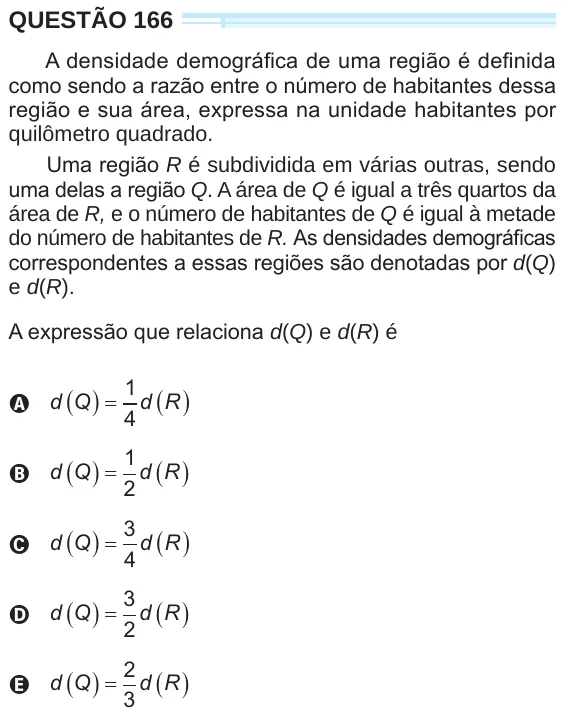 QUESTÃO 166
A densidade demográfica de uma região é definida
como sendo a razão entre o número de habitantes dessa
região e sua área, expressa na unidade habitantes por
quilômetro quadrado.
Uma região R é subdividida em várias outras, sendo
uma delas a região Q. A área de Q é igual a três quartos da
área de R, e o número de habitantes de Q é igual à metade
do número de habitantes de R. As densidades demográficas
correspondentes a essas regiões são denotadas por d(Q)
e d(R).
A expressão que relaciona d(Q) e d(R) é
A d(Q) = 1/4 d(R)
B d(Q) = 1/2 d(R)
C d(Q) = 3/4 d(R)
D d(Q) = 3/2 d(R)
E d(Q) = 2/3 d(R)